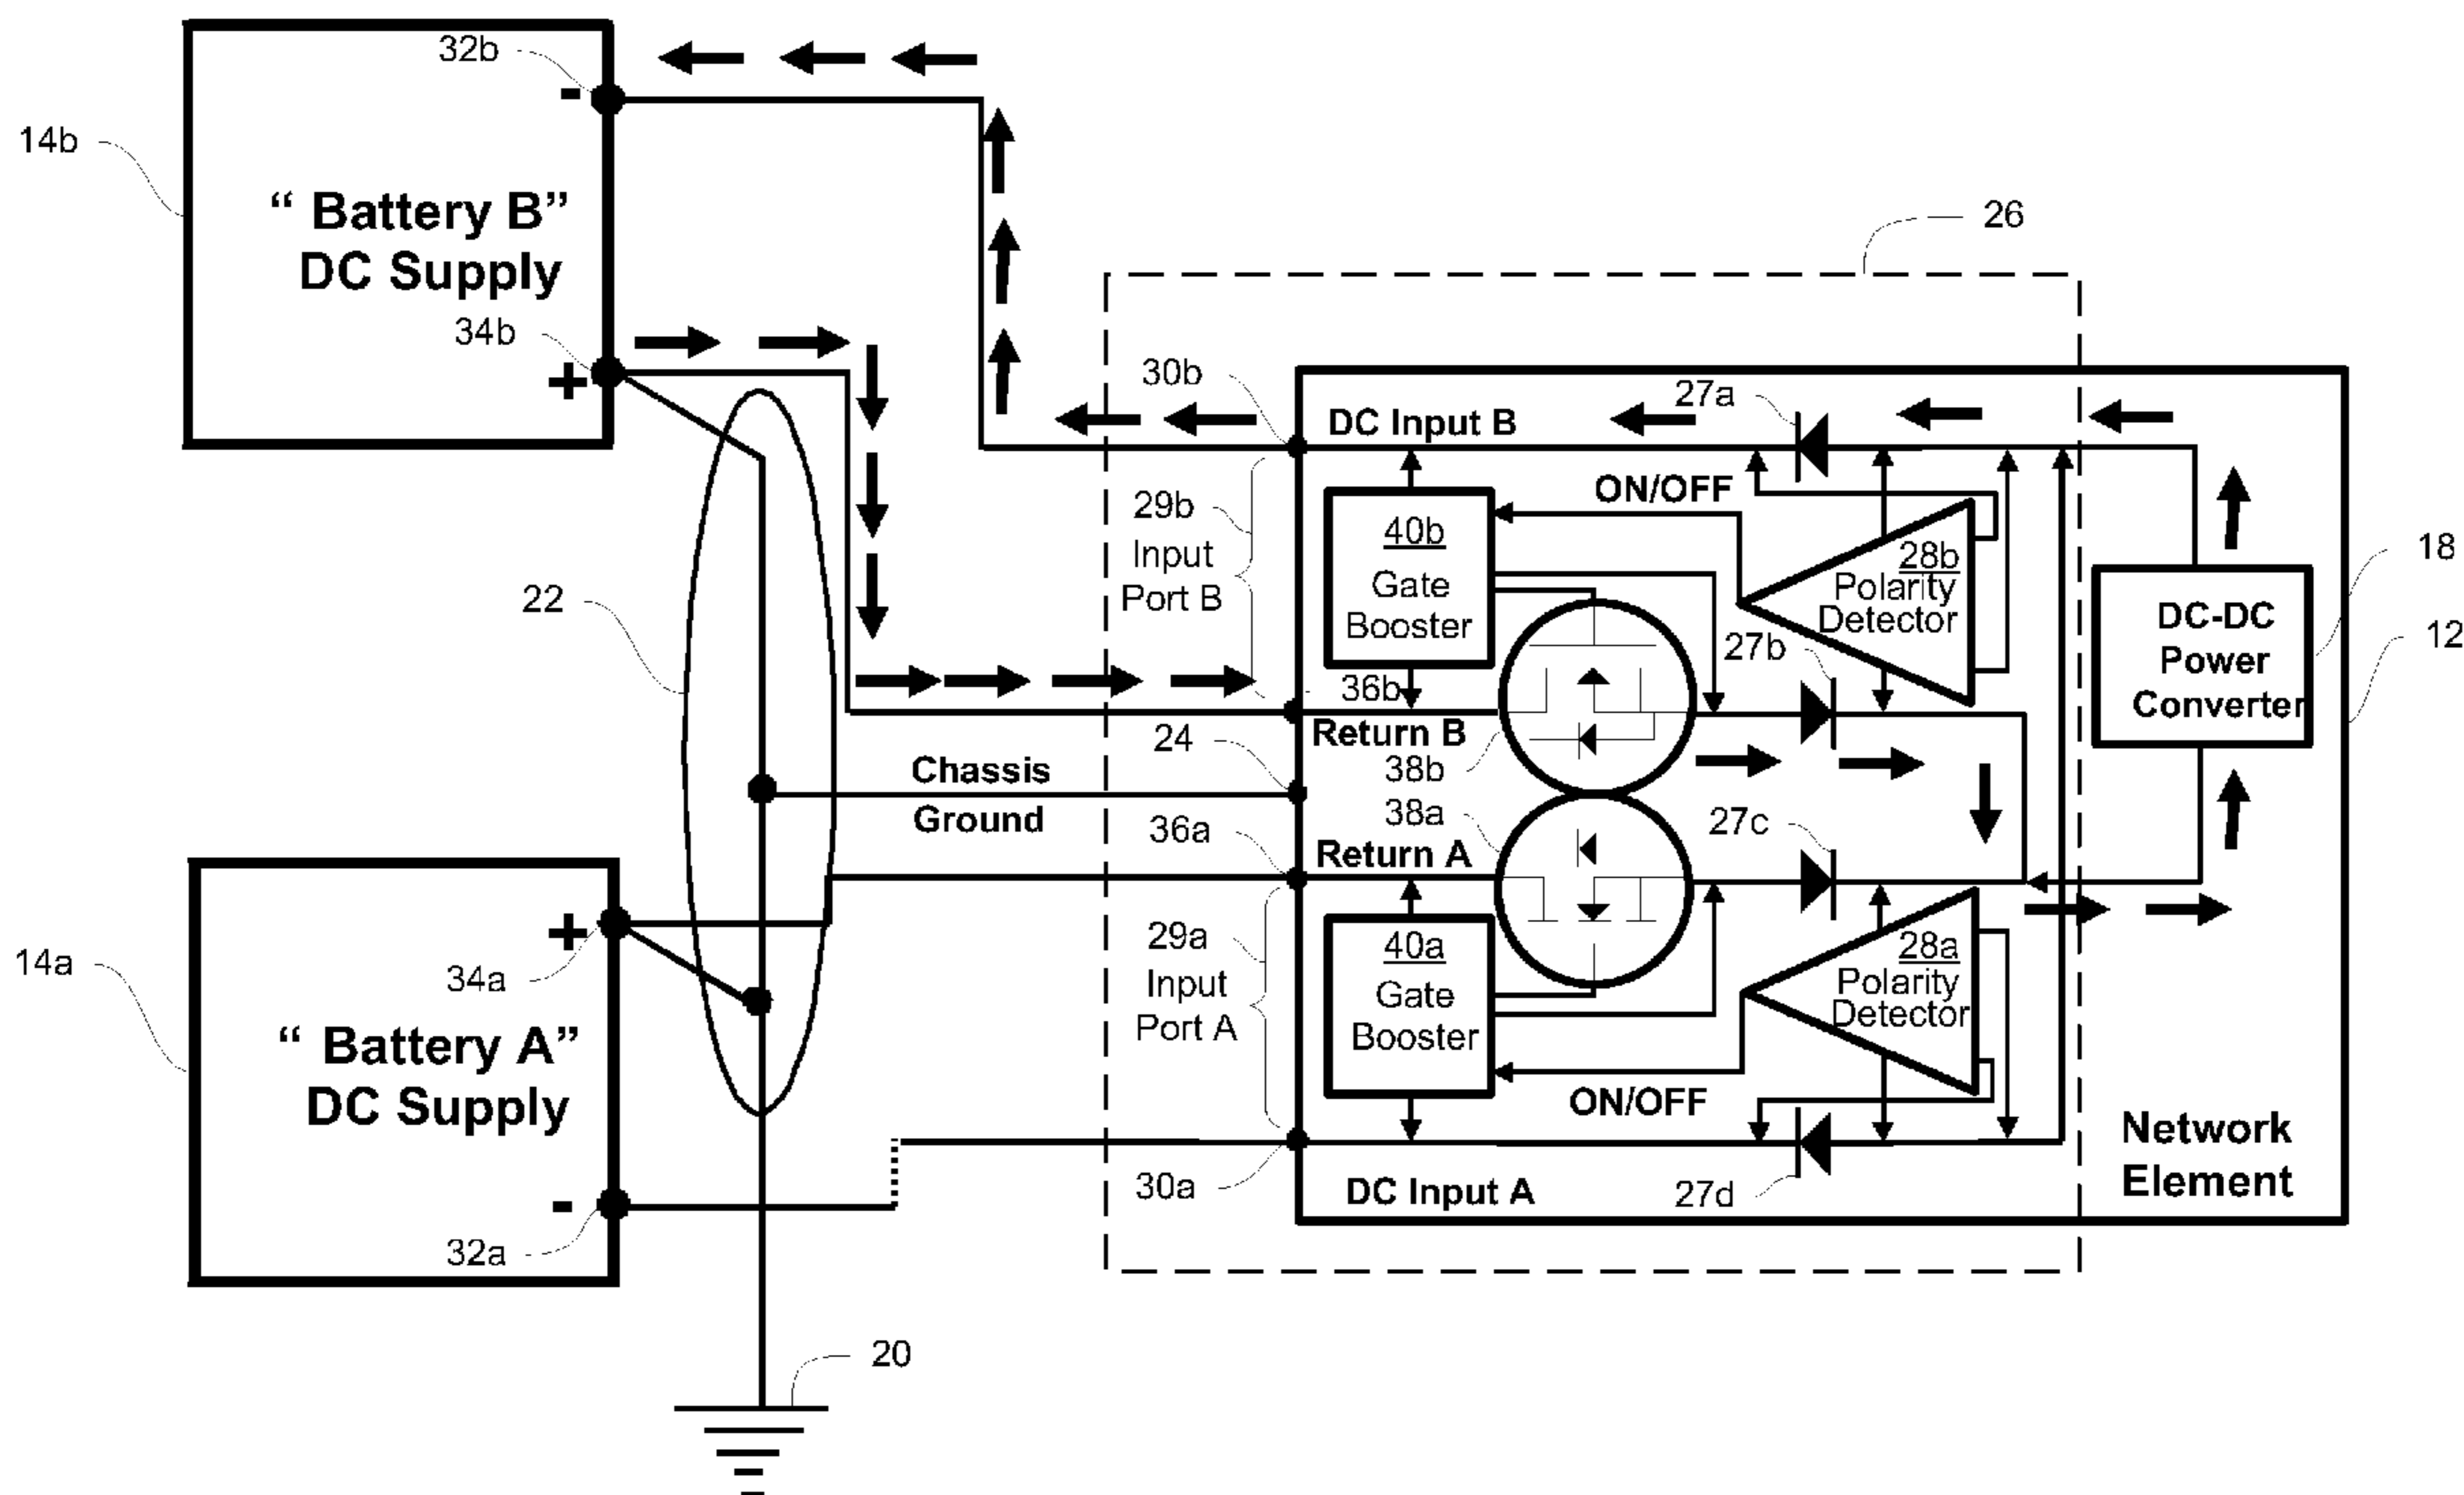 32b
-
14b
“ Battery B”
DC Supply
34b
+
26
30b
DC Input B
27a
ON/OFF
29b
Input
Port B
40b
Gate
Booster
28b
Polarity
Detector
18
DC-DC
Power
Converter
12
22
27b
36b
Return B
24
38b
Chassis
Ground
38a
36a
27c
Return A
29a
Input
Port A
40a
Gate
Booster
28a
Polarity
Detector
+
14a
34a
“ Battery A”
DC Supply
ON/OFF
Network
Element
-
30a
DC Input A
27d
32a
20